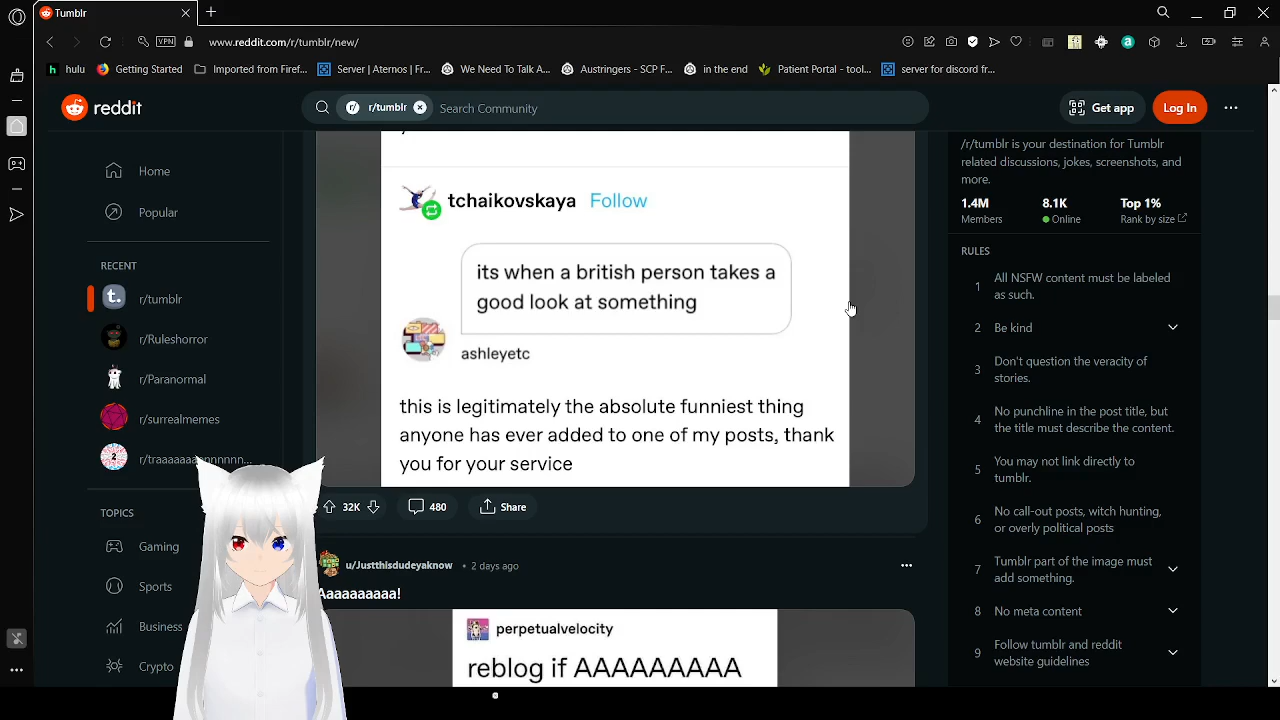 Tumblr
VPN
www.reddit.com/r/tumblr/new/
hulu
Getting Started
Imported from Firef...
Server | Aternos | Fr...
We Need To Talk A...
Austringers - SCP F...
in the end
Patient Portal - tool...
server for discord fr...
reddit
r/tumblr
Search Community
Get app
Log In
Home
Popular
RECENT
r/tumblr
r/Ruleshorror
r/Paranormal
r/surrealmemes
r/traaaaaaannnnnn...
TOPICS
Gaming
Sports
Business
Crypto
tchaikovskaya Follow
its when a british person takes a
good look at something
ashleyetc
this is legitimately the absolute funniest thing
anyone has ever added to one of my posts, thank
you for your service
32K
480
Share
u/Justthisdudeyaknow • 2 days ago
Aaaaaaaaa!
perpetualvelocity
reblog if AAAAAAAAA
/r/tumblr is your destination for Tumblr
related discussions, jokes, screenshots, and
more.
1.4M 8.1K Top 1%
Members Online Rank by size
RULES
1 All NSFW content must be labeled
as such.
2 Be kind
3 Don't question the veracity of
stories.
4 No punchline in the post title, but
the title must describe the content.
5 You may not link directly to
tumblr.
6 No call-out posts, witch hunting,
or overly political posts
7 Tumblr part of the image must
add something.
8 No meta content
9 Follow tumblr and reddit
website guidelines